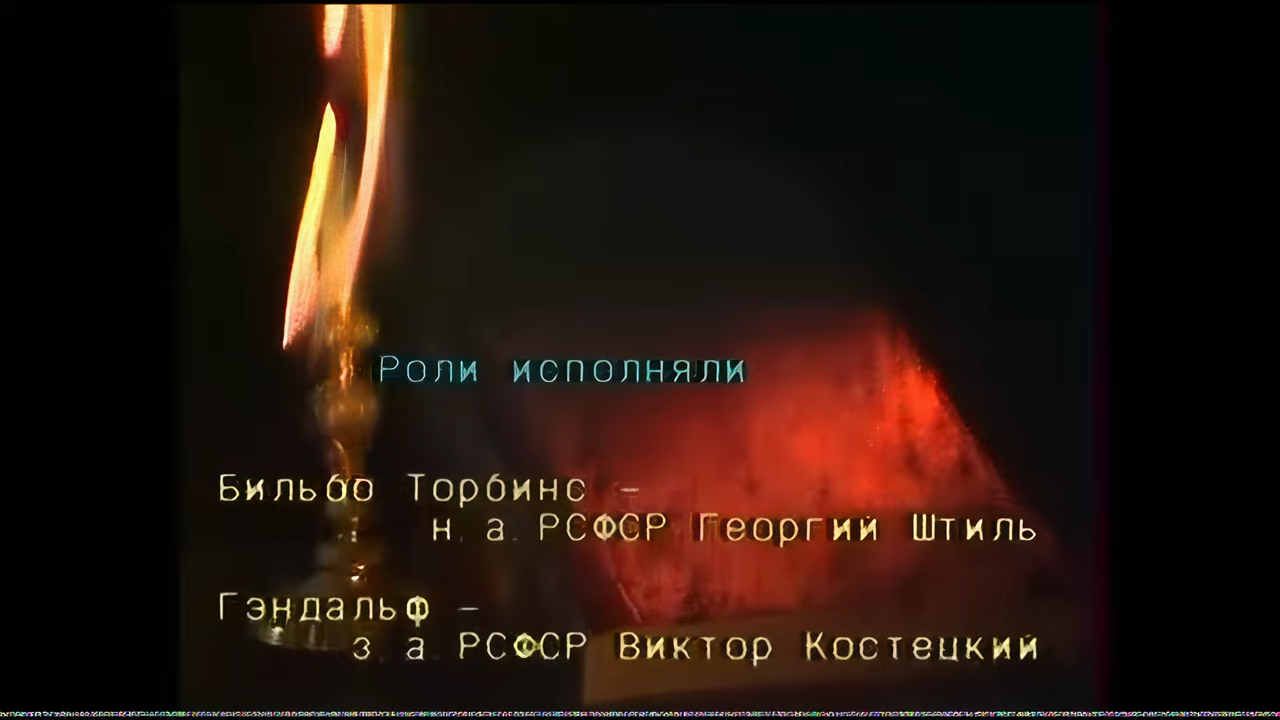 Роли исполняли
Бильбо Торбинс –
н.а. РСФСР Георгий Штиль
Гэндальф –
з.а. РСФСР Виктор Костецкий